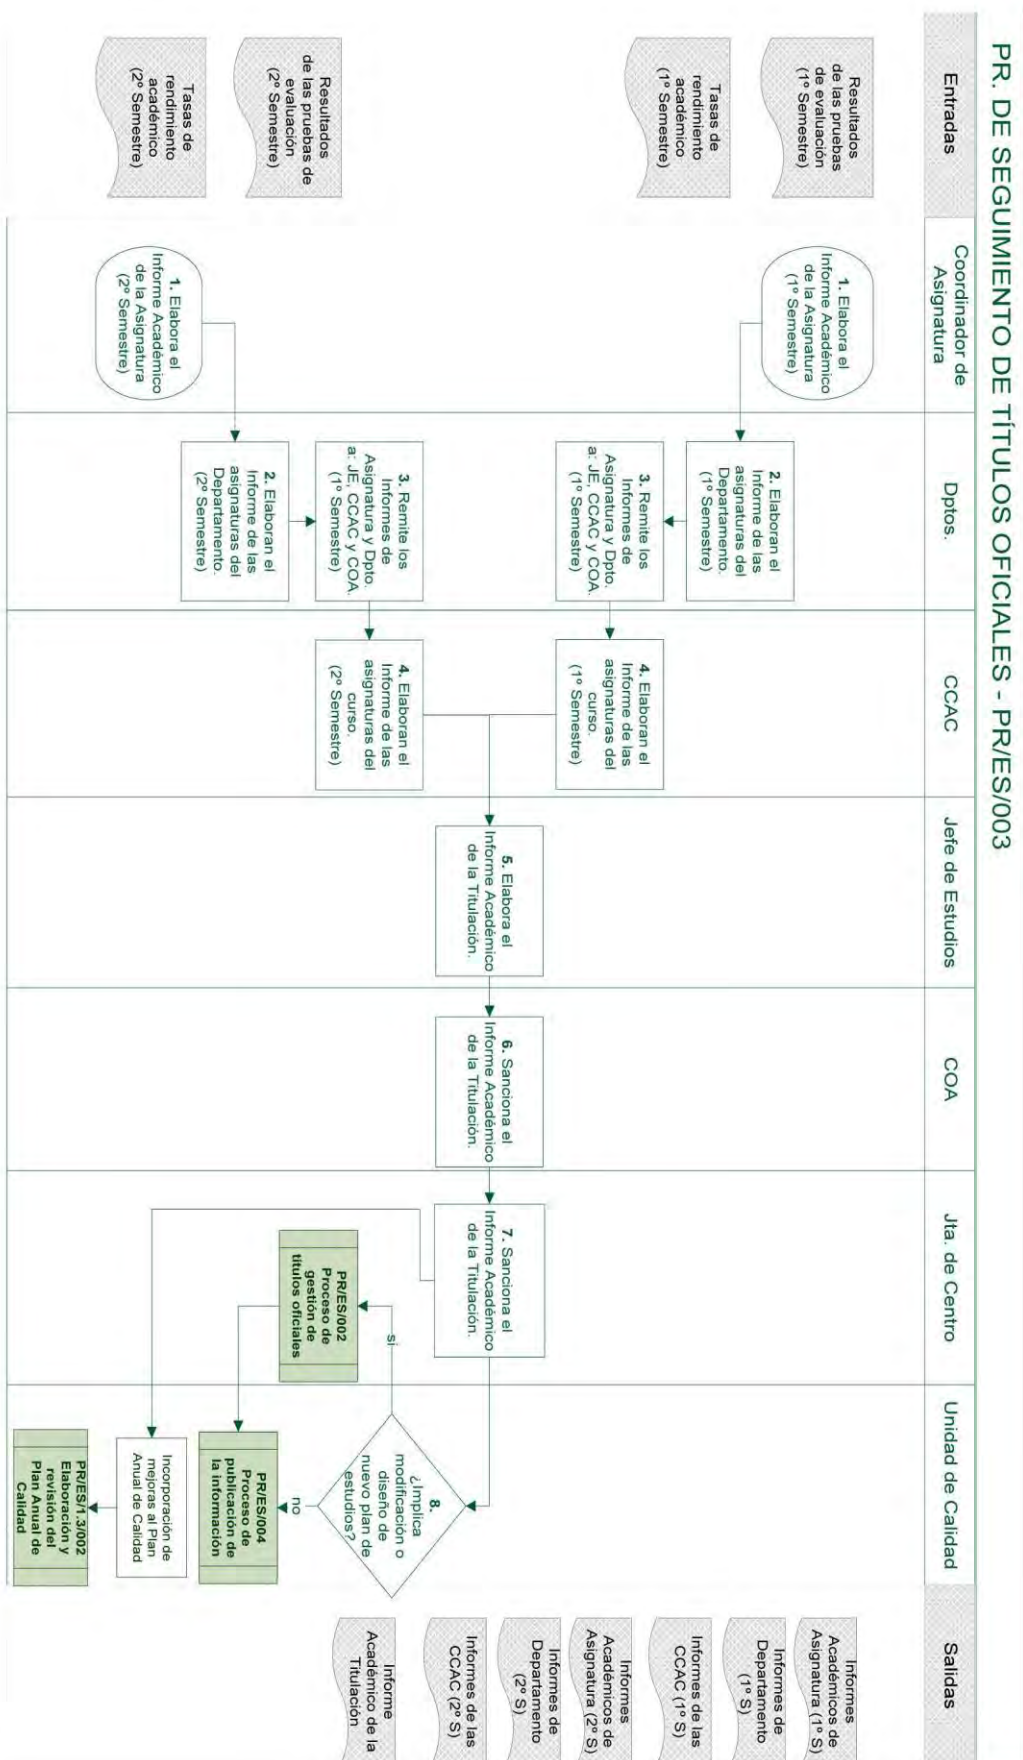 PR. DE SEGUIMIENTO DE TÍTULOS OFICIALES - PR/ES/003
Entradas
Coordinador de
Asignatura
Dptos.
CCAC
Jefe de Estudios
COA
Jta. de Centro
Unidad de Calidad
Salidas
Resultados
de las pruebas
de evaluación
(1º Semestre)
Tasas de
rendimiento
académico
(1º Semestre)
Resultados
de las pruebas de
evaluación
(2º Semestre)
Tasas de
rendimiento
académico
(2º Semestre)
1. Elabora el
Informe Académico
de la Asignatura
(1º Semestre)
1. Elabora el
Informe Académico
de la Asignatura
(2º Semestre)
2. Elaboran el
Informe de las
asignaturas del
Departamento.
(1º Semestre)
3. Remite los
Informes de
Asignatura y Dpto.
a: JE, CCAC y COA.
(1º Semestre)
3. Remite los
Informes de
Asignatura y Dpto.
a: JE, CCAC y COA.
(1º Semestre)
2. Elaboran el
Informe de las
asignaturas del
Departamento.
(2º Semestre)
4. Elaboran el
Informe de las
asignaturas del
curso.
(1º Semestre)
4. Elaboran el
Informe de las
asignaturas del
curso.
(2º Semestre)
5. Elabora el
Informe Académico
de la Titulación.
6. Sanciona el
Informe Académico
de la Titulación.
7. Sanciona el
Informe Académico
de la Titulación.
PR/ES/002
Proceso de
gestión de
títulos oficiales
si
8.
¿Implica
modificación o
diseño de
nuevo plan de
estudios?
no
PR/ES/004
Proceso de
publicación de
la información
Incorporación de
mejoras al Plan
Anual de Calidad
PR/ES/1.3/002
Elaboración y
revisión del
Plan Anual de
Calidad
Informes
Académicos de
Asignatura (1º S)
Informes de
Departamento
(1º S)
Informes de las
CCAC (1º S)
Informes
Académicos de
Asignatura (2º S)
Informes de
Departamento
(2º S)
Informes de las
CCAC (2º S)
Informe
Académico de la
Titulación